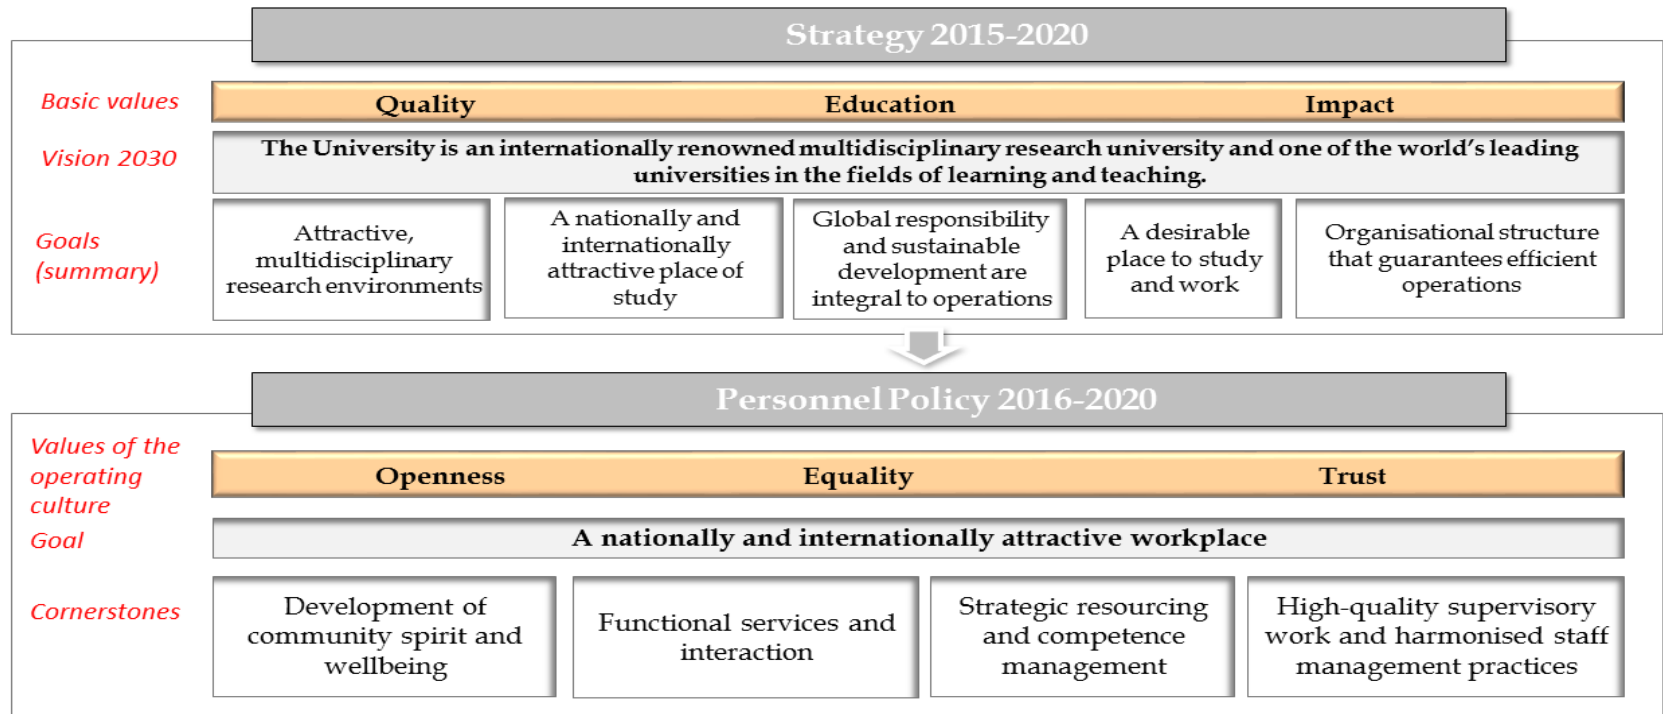 Strategy 2015-2020
Basic values
Quality
Education
Impact
Vision 2030
The University is an internationally renowned multidisciplinary research university and one of the world's leading
universities in the fields of learning and teaching.
Goals
(summary)
Attractive,
multidisciplinary
research environments
A nationally and
internationally
attractive place of
study
Global responsibility
and sustainable
development are
integral to operations
A desirable
place to study
and work
Organisational structure
that guarantees efficient
operations
Personnel Policy 2016-2020
Values of the
operating
culture
Openness
Equality
Trust
Goal
A nationally and internationally attractive workplace
Cornerstones
Development of
community spirit and
wellbeing
Functional services and
interaction
Strategic resourcing
and competence
management
High-quality supervisory
work and harmonised staff
management practices